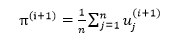 π^(i+1) = 1/n ∑_{j=1}^{n} u_j^{(i+1)}